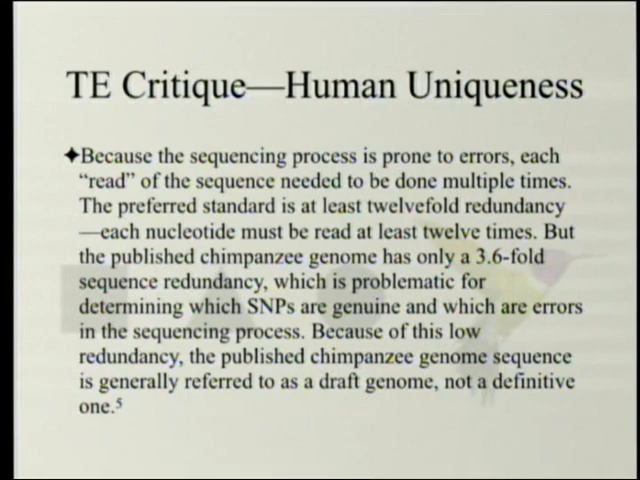 TE Critique—Human Uniqueness
✦Because the sequencing process is prone to errors, each
“read” of the sequence needed to be done multiple times.
The preferred standard is at least twelvefold redundancy
—each nucleotide must be read at least twelve times. But
the published chimpanzee genome has only a 3.6-fold
sequence redundancy, which is problematic for
determining which SNPs are genuine and which are errors
in the sequencing process. Because of this low
redundancy, the published chimpanzee genome sequence
is generally referred to as a draft genome, not a definitive
one.⁵